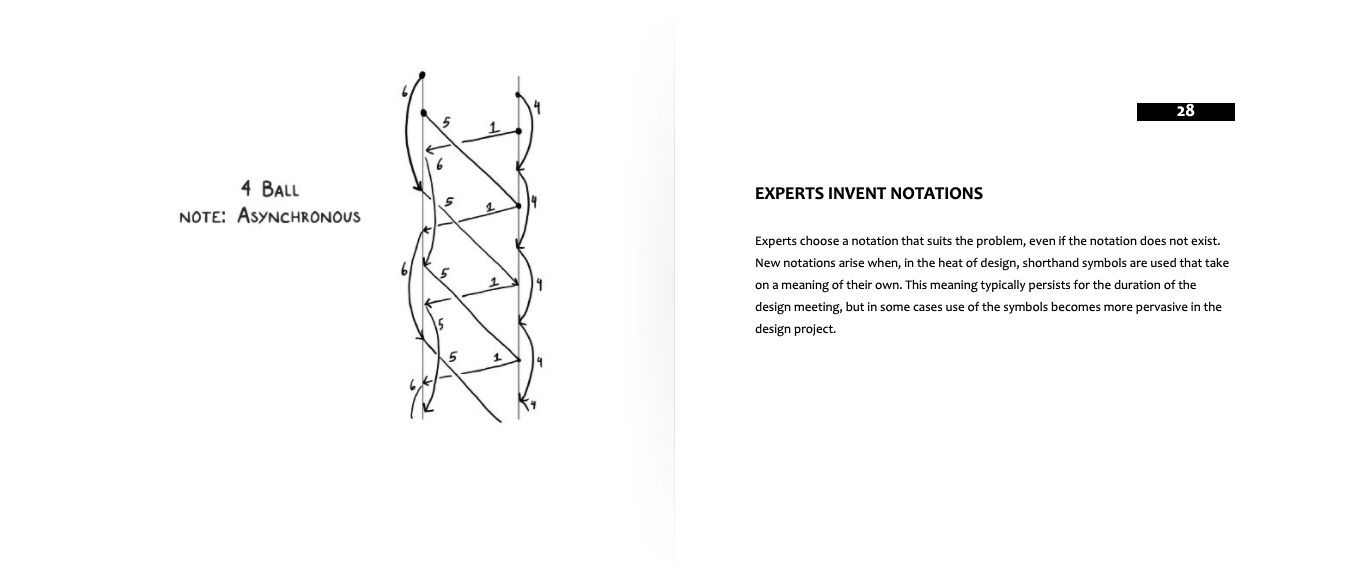 4 BALL
NOTE: ASYNCHRONOUS
6
4
5
1
6
5
1
4
6
5
1
4
5
5
1
4
6
4
28
EXPERTS INVENT NOTATIONS
Experts choose a notation that suits the problem, even if the notation does not exist.
New notations arise when, in the heat of design, shorthand symbols are used that take
on a meaning of their own. This meaning typically persists for the duration of the
design meeting, but in some cases use of the symbols becomes more pervasive in the
design project.